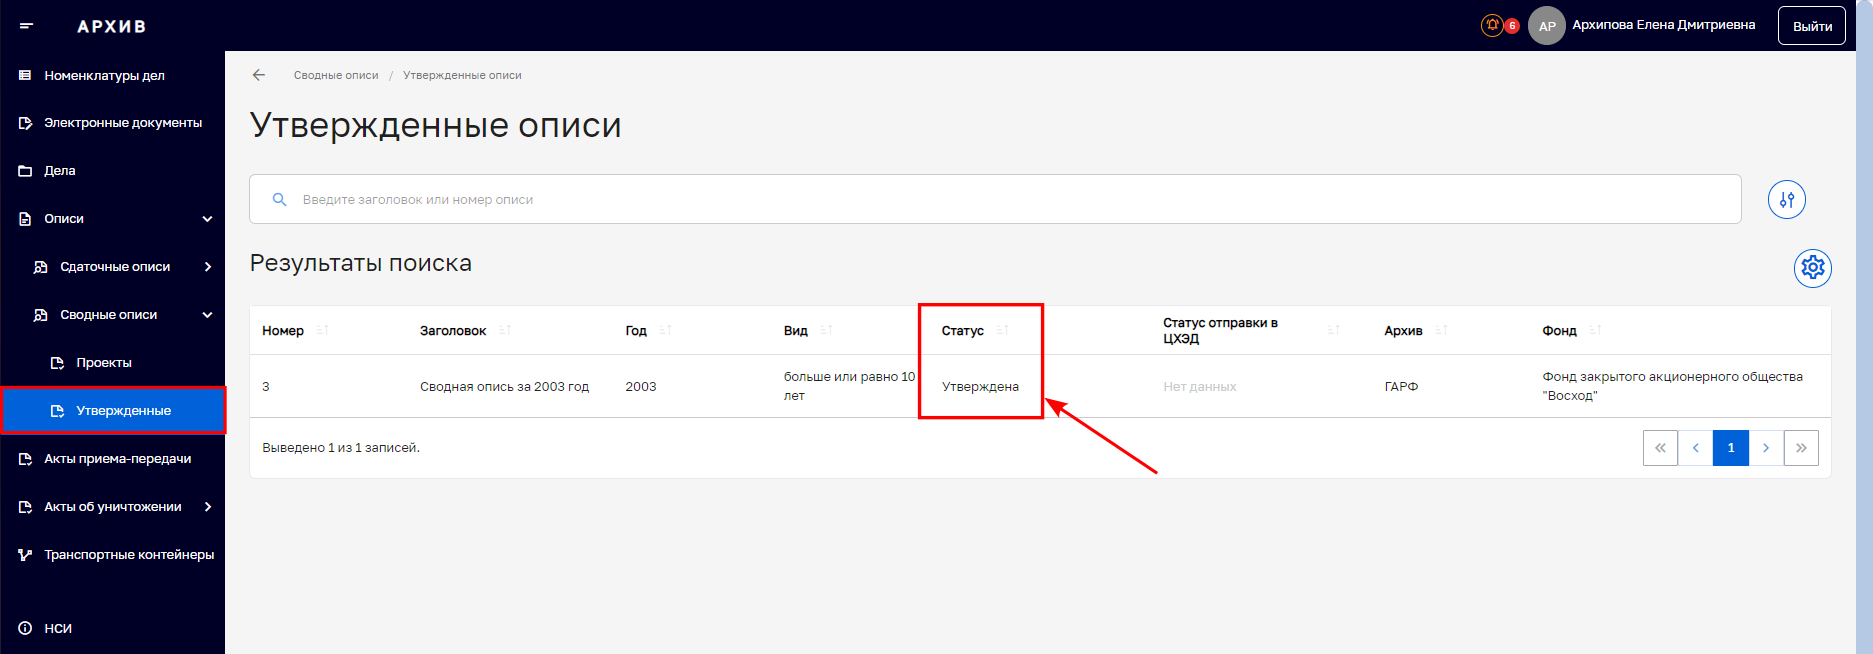 АРХИВ
6
АР
Архипова Елена Дмитриевна
Выйти
Номенклатуры дел
Электронные документы
Дела
Описи
Сдаточные описи
Сводные описи
Проекты
Утвержденные
Акты приема-передачи
Акты об уничтожении
Транспортные контейнеры
НСИ
Сводные описи / Утвержденные описи
Утвержденные описи
Введите заголовок или номер описи
Результаты поиска
Номер Заголовок Год Вид Статус Статус отправки в Архив Фонд
ЦХЭД
3 Сводная опись за 2003 год 2003 больше или равно 10 Утверждена Нет данных ГАРФ Фонд закрытого акционерного общества
лет "Восход"
Выведено 1 из 1 записей.
« ‹ 1 › »